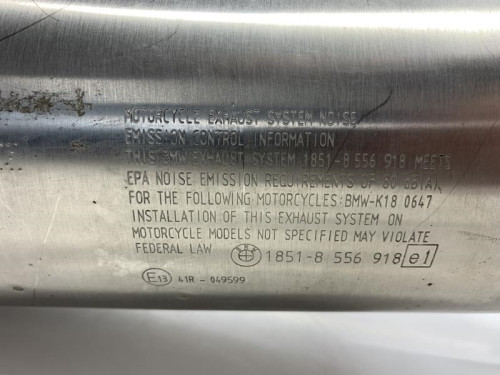 MOTORCYCLE EXHAUST SYSTEM NOISE
EMISSION CONTROL INFORMATION
THIS BMW EXHAUST SYSTEM 1851-8 556 918 MEETS
EPA NOISE EMISSION REQUIREMENTS OF 80 dB(A)
FOR THE FOLLOWING MOTORCYCLES: BMW-K18 0647
INSTALLATION OF THIS EXHAUST SYSTEM ON
MOTORCYCLE MODELS NOT SPECIFIED MAY VIOLATE
FEDERAL LAW 1851-8 556 918 e1
E13 41R - 049599